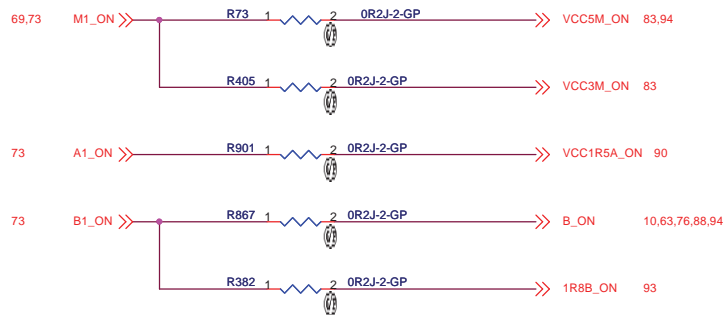 69,73 M1_ON R73 1 2 0R2J-2-GP VCC5M_ON 83,94
R405 1 2 0R2J-2-GP VCC3M_ON 83
73 A1_ON R901 1 2 0R2J-2-GP VCC1R5A_ON 90
73 B1_ON R867 1 2 0R2J-2-GP B_ON 10,63,76,88,94
R382 1 2 0R2J-2-GP 1R8B_ON 93